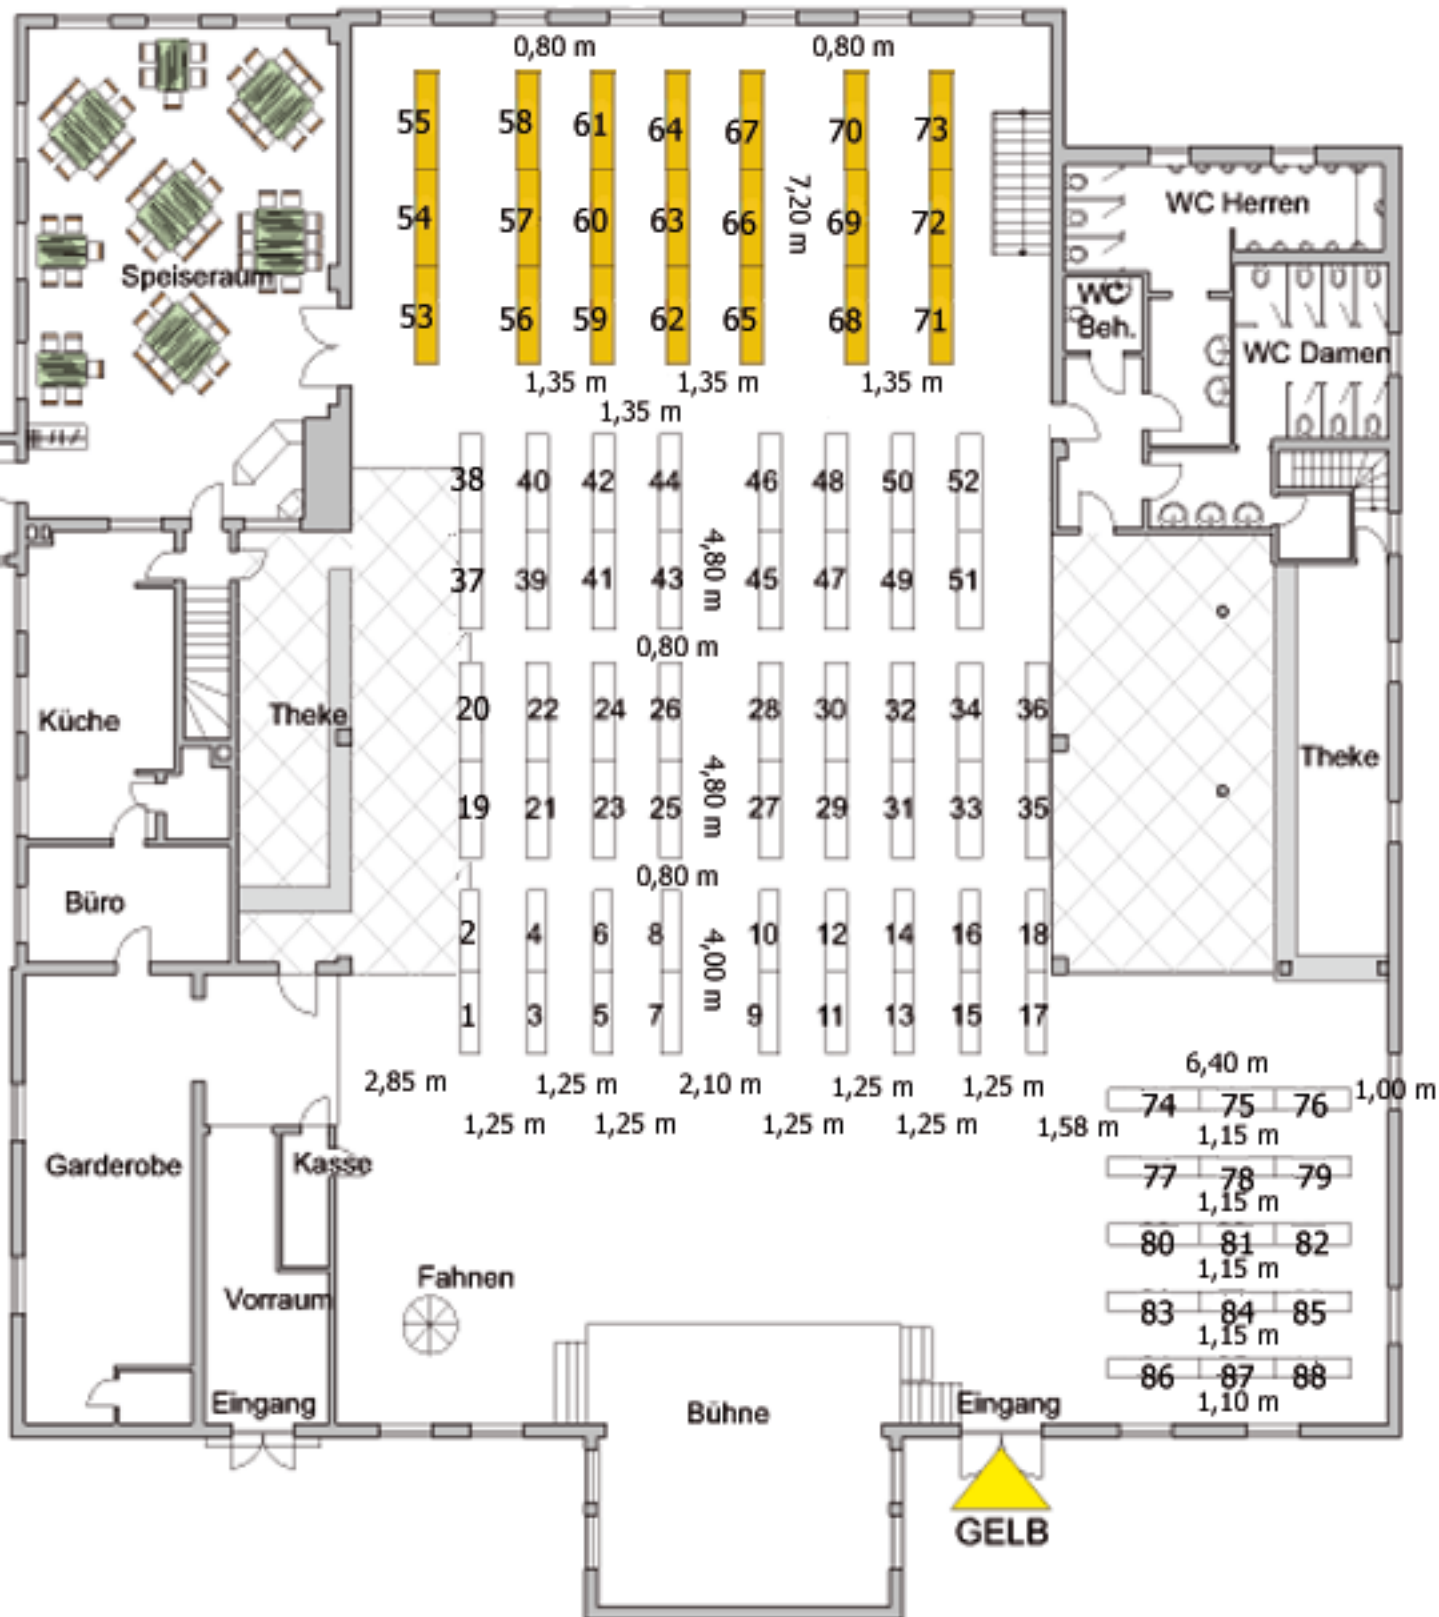 0,80 m 0,80 m
55 58 61 64 67 70 73
7,20 m
WC Herren
54 57 60 63 66 69 72
Speiseraum
WC
Beh.
53 56 59 62 65 68 71
WC Damen
1,35 m 1,35 m 1,35 m
1,35 m
38 40 42 44 46 48 50 52
4,80 m
37 39 41 43 45 47 49 51
0,80 m
20 22 24 26 28 30 32 34 36
Küche
Theke
Theke
4,80 m
19 21 23 25 27 29 31 33 35
0,80 m
Büro
2 4 6 8 10 12 14 16 18
4,00 m
1 3 5 7 9 11 13 15 17
6,40 m
2,85 m 1,25 m 2,10 m 1,25 m 1,25 m
1,00 m
74 75 76
1,25 m 1,25 m 1,25 m 1,25 m 1,58 m
1,15 m
Garderobe
Kasse
77 78 79
1,15 m
80 81 82
1,15 m
Fahnen
Vorraum
83 84 85
1,15 m
86 87 88
1,10 m
Eingang
Bühne
Eingang
GELB